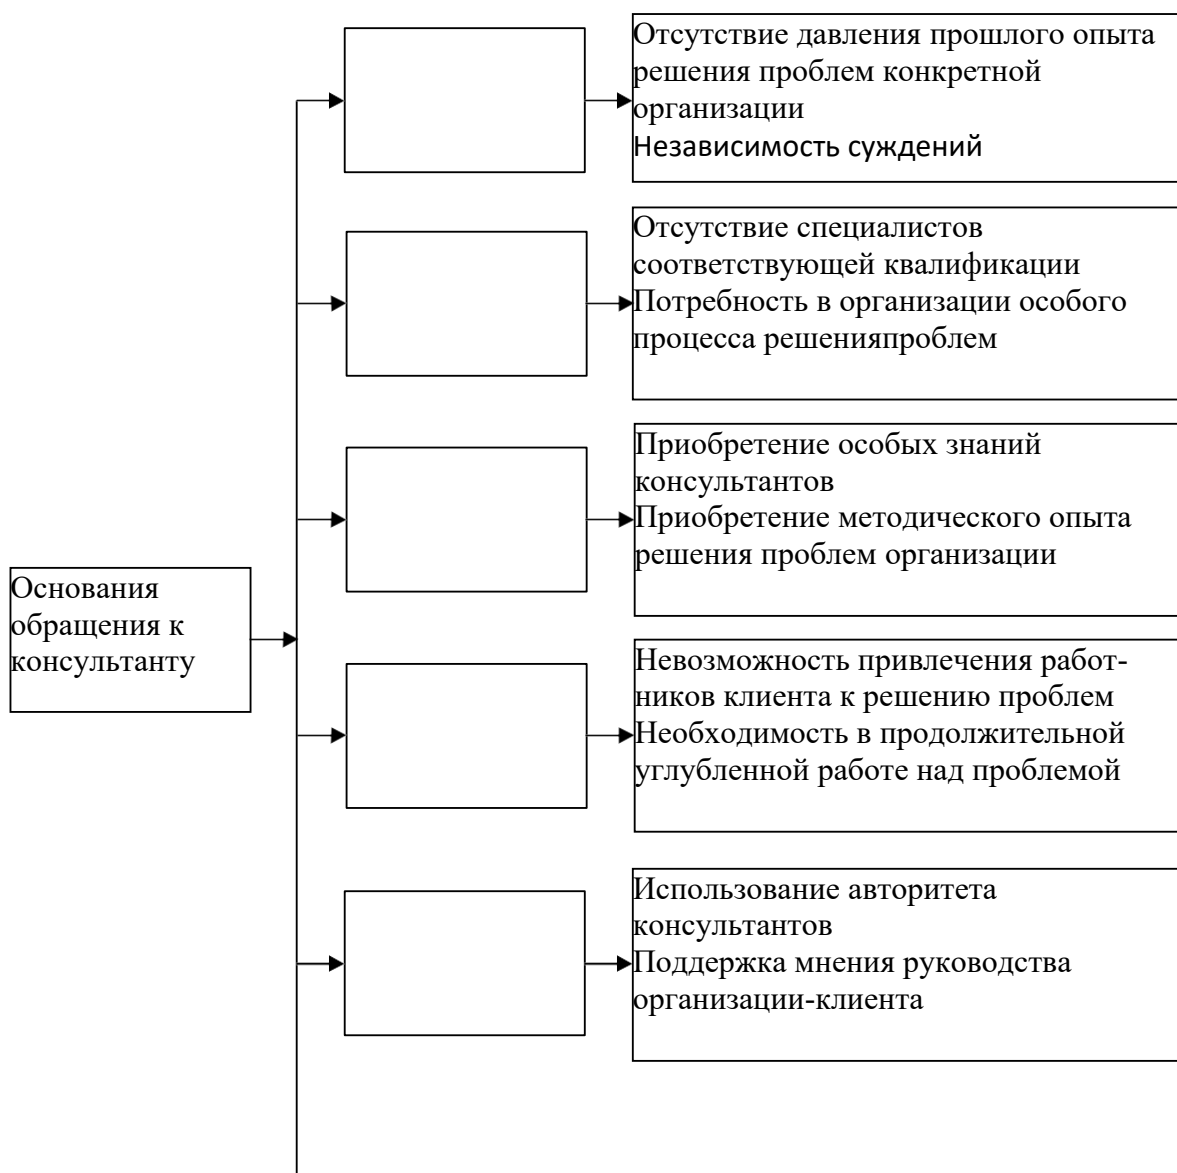 Отсутствие давления прошлого опыта
решения проблем конкретной
организации
Независимость суждений
Отсутствие специалистов
соответствующей квалификации
Потребность в организации особого
процесса решенияпроблем
Приобретение особых знаний
консультантов
Приобретение методического опыта
решения проблем организации
Основания
обращения к
консультанту
Невозможность привлечения работ-
ников клиента к решению проблем
Необходимость в продолжительной
углубленной работе над проблемой
Использование авторитета
консультантов
Поддержка мнения руководства
организации-клиента